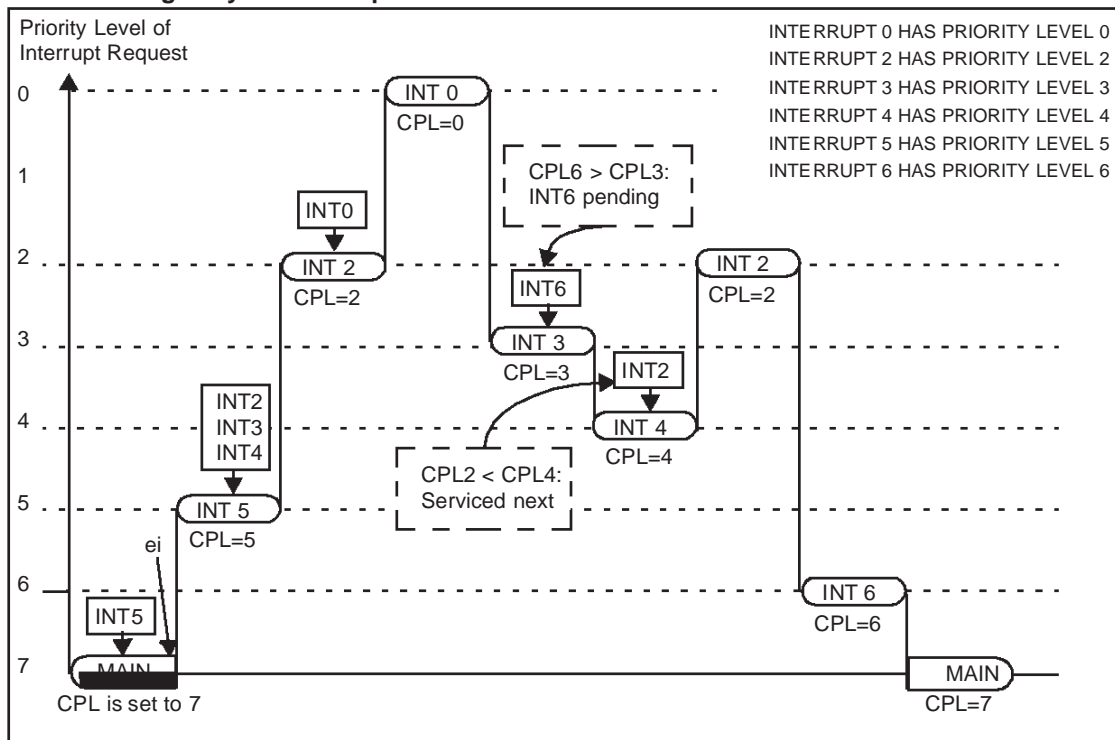 Priority Level of
Interrupt Request
INTERRUPT 0 HAS PRIORITY LEVEL 0
INTERRUPT 2 HAS PRIORITY LEVEL 2
INTERRUPT 3 HAS PRIORITY LEVEL 3
INTERRUPT 4 HAS PRIORITY LEVEL 4
INTERRUPT 5 HAS PRIORITY LEVEL 5
INTERRUPT 6 HAS PRIORITY LEVEL 6
0
INT 0
CPL=0
1
CPL6 > CPL3:
INT6 pending
INT0
2
INT 2
CPL=2
INT 2
CPL=2
INT6
3
INT 3
CPL=3
INT2
INT2
INT3
INT4
4
INT 4
CPL=4
CPL2 < CPL4:
Serviced next
5
INT 5
CPL=5
ei
6
INT5
INT 6
CPL=6
7
MAIN
CPL is set to 7
MAIN
CPL=7